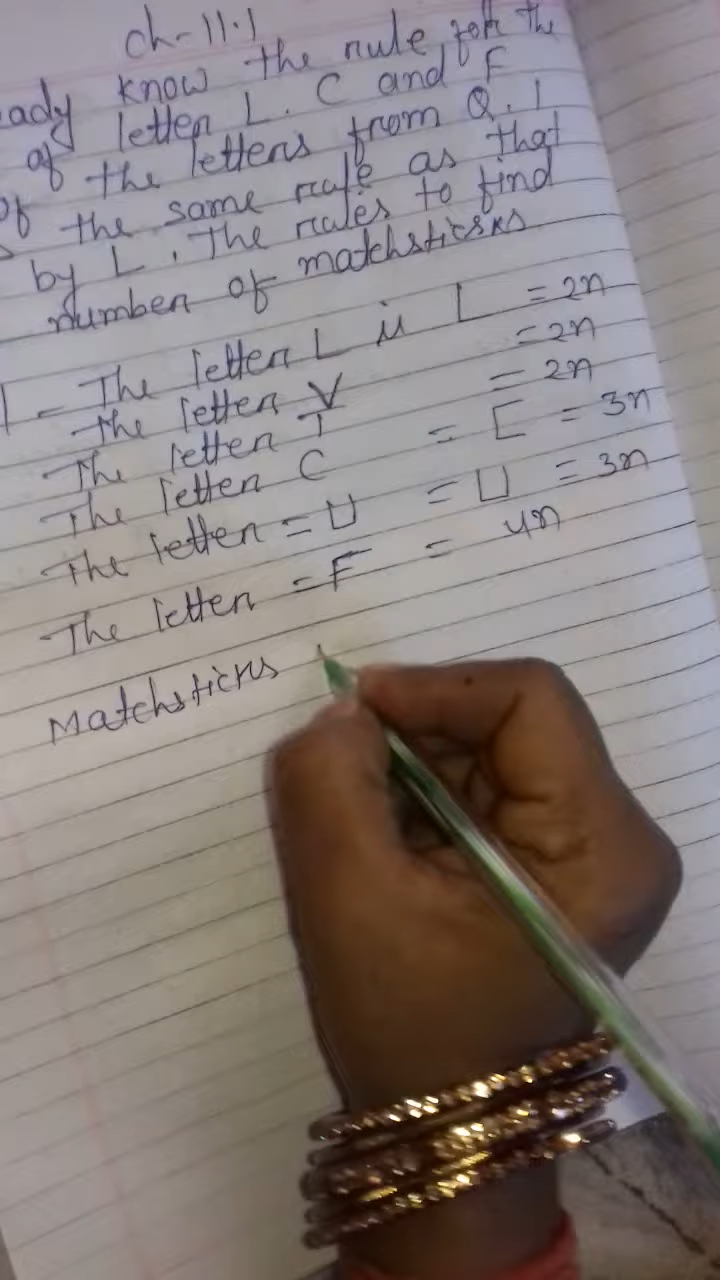 ch-11.1
eady know the rule for the
of letter L. C and F
of the letters from Q. 1
the same rule as that
by L. The rules to find
number of matchsticks
1 - The letter L is L = 2n
The letter V = 2n
The letter T = 2n
The letter C = [ = 3n
The letter = U = U = 3n
The letter = F = 4n
Matchsticks